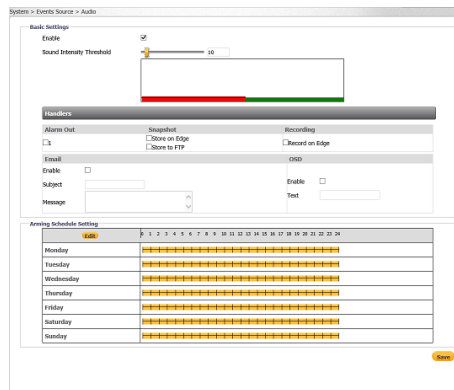 System > Events Source > Audio
Basic Settings
Enable
Sound Intensity Threshold 10
Handlers
Alarm Out Snapshot Recording
1 Store on Edge Record on Edge
Store to FTP
Email OSD
Enable Enable
Subject Text
Message
Arming Schedule Setting
Edit 0 1 2 3 4 5 6 7 8 9 10 11 12 13 14 15 16 17 18 19 20 21 22 23 24
Monday
Tuesday
Wednesday
Thursday
Friday
Saturday
Sunday
Save